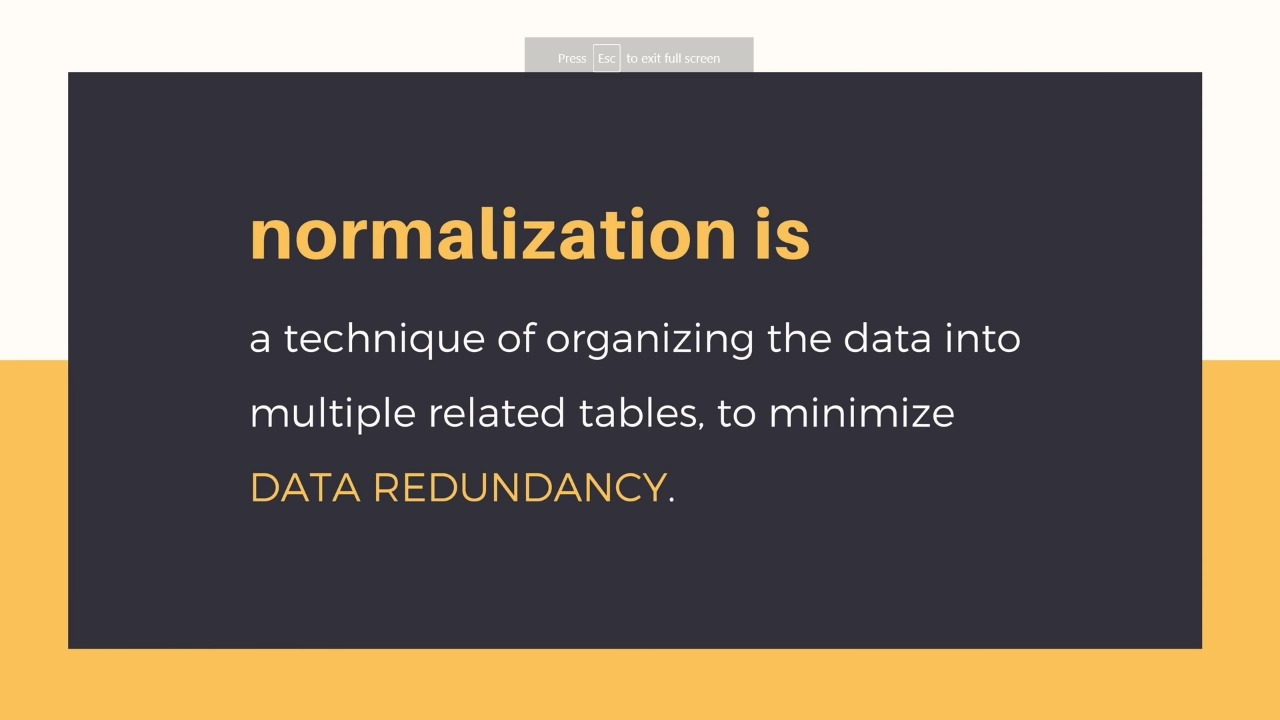 Press Esc to exit full screen
normalization is
a technique of organizing the data into
multiple related tables, to minimize
DATA REDUNDANCY.